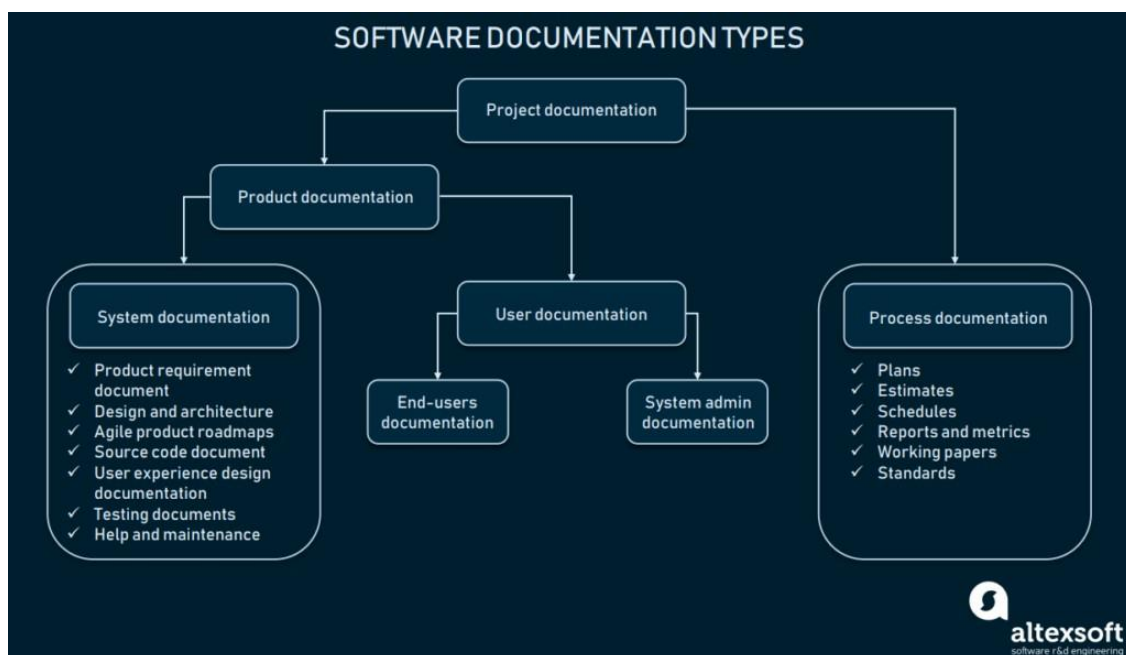 SOFTWARE DOCUMENTATION TYPES
Project documentation
Product documentation
System documentation
✓ Product requirement
document
✓ Design and architecture
✓ Agile product roadmaps
✓ Source code document
✓ User experience design
documentation
✓ Testing documents
✓ Help and maintenance
User documentation
End-users
documentation
System admin
documentation
Process documentation
✓ Plans
✓ Estimates
✓ Schedules
✓ Reports and metrics
✓ Working papers
✓ Standards
altexsoft
software r&d engineering